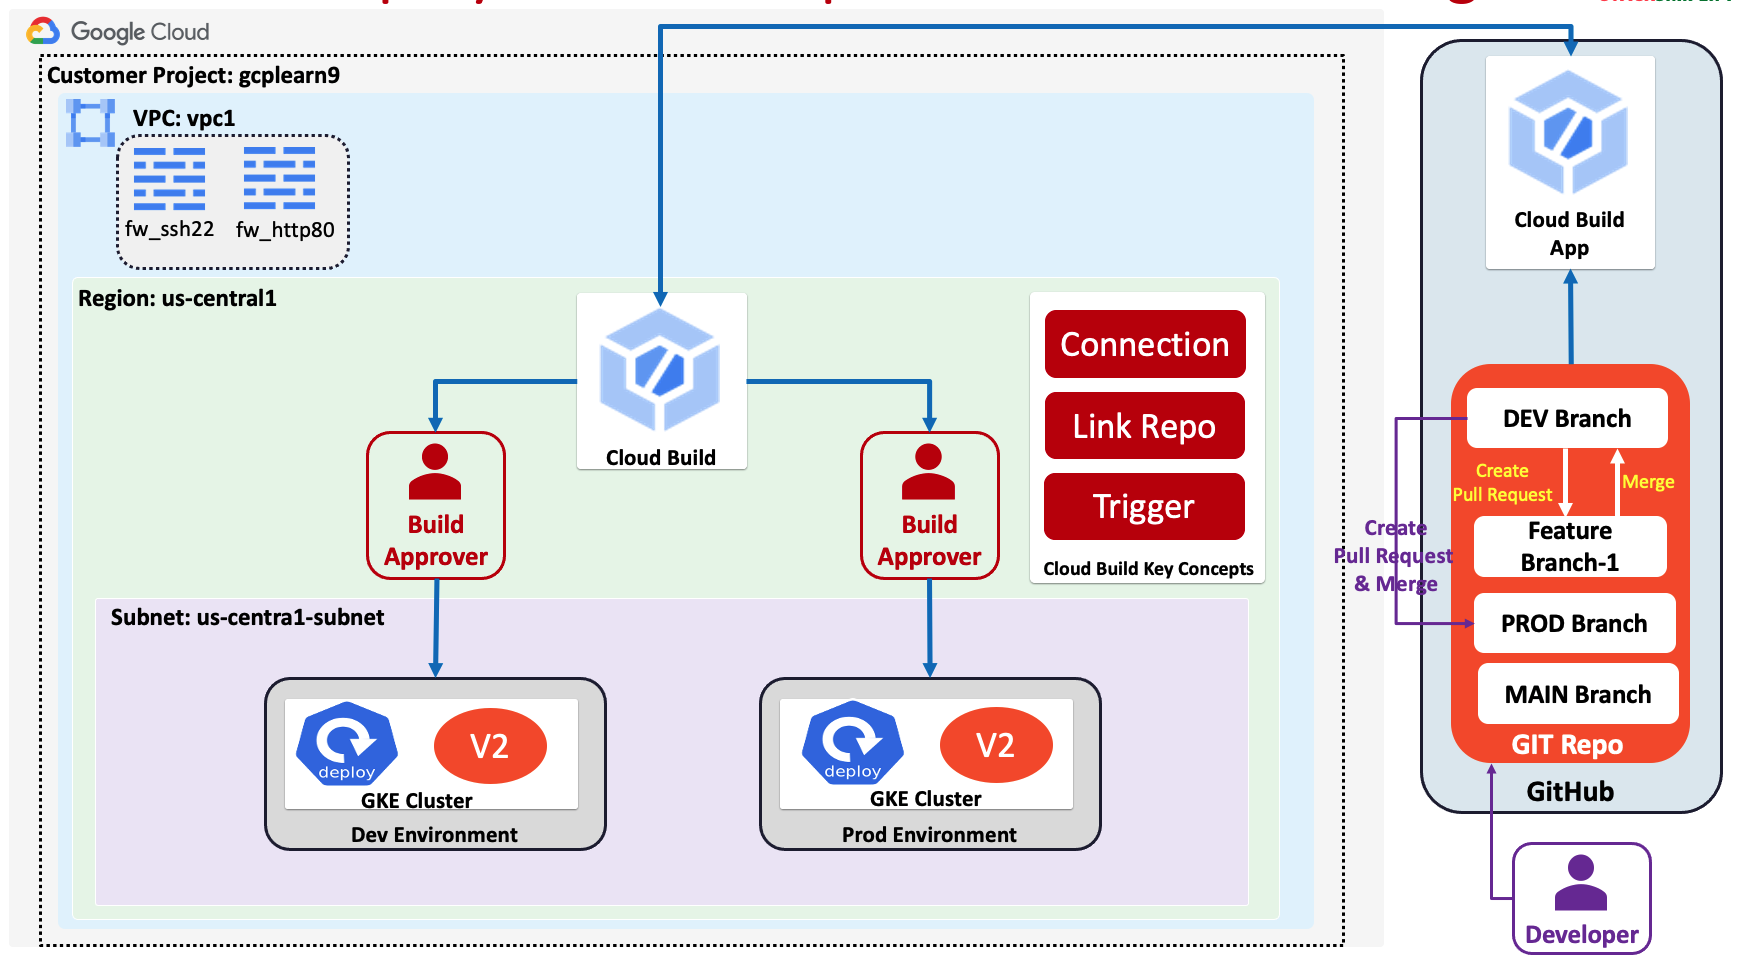 Google Cloud
Customer Project: gcplearn9
VPC: vpc1
fw_ssh22
fw_http80
Region: us-central1
Cloud Build
Build
Approver
Build
Approver
Connection
Link Repo
Trigger
Cloud Build Key Concepts
Subnet: us-centra1-subnet
deploy
V2
GKE Cluster
Dev Environment
deploy
V2
GKE Cluster
Prod Environment
Cloud Build
App
DEV Branch
Create
Pull Request
Merge
Feature
Branch-1
Create
Pull Request
& Merge
PROD Branch
MAIN Branch
GIT Repo
GitHub
Developer